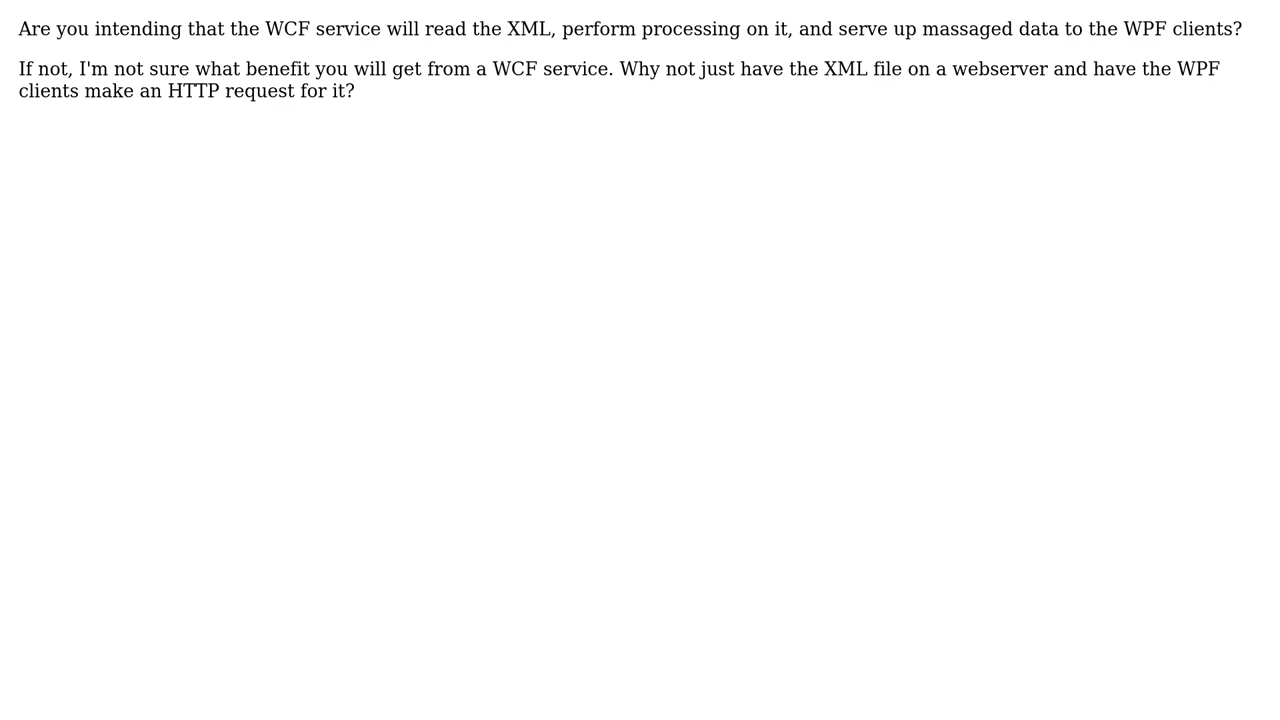 Are you intending that the WCF service will read the XML, perform processing on it, and serve up massaged data to the WPF clients?
If not, I'm not sure what benefit you will get from a WCF service. Why not just have the XML file on a webserver and have the WPF
clients make an HTTP request for it?